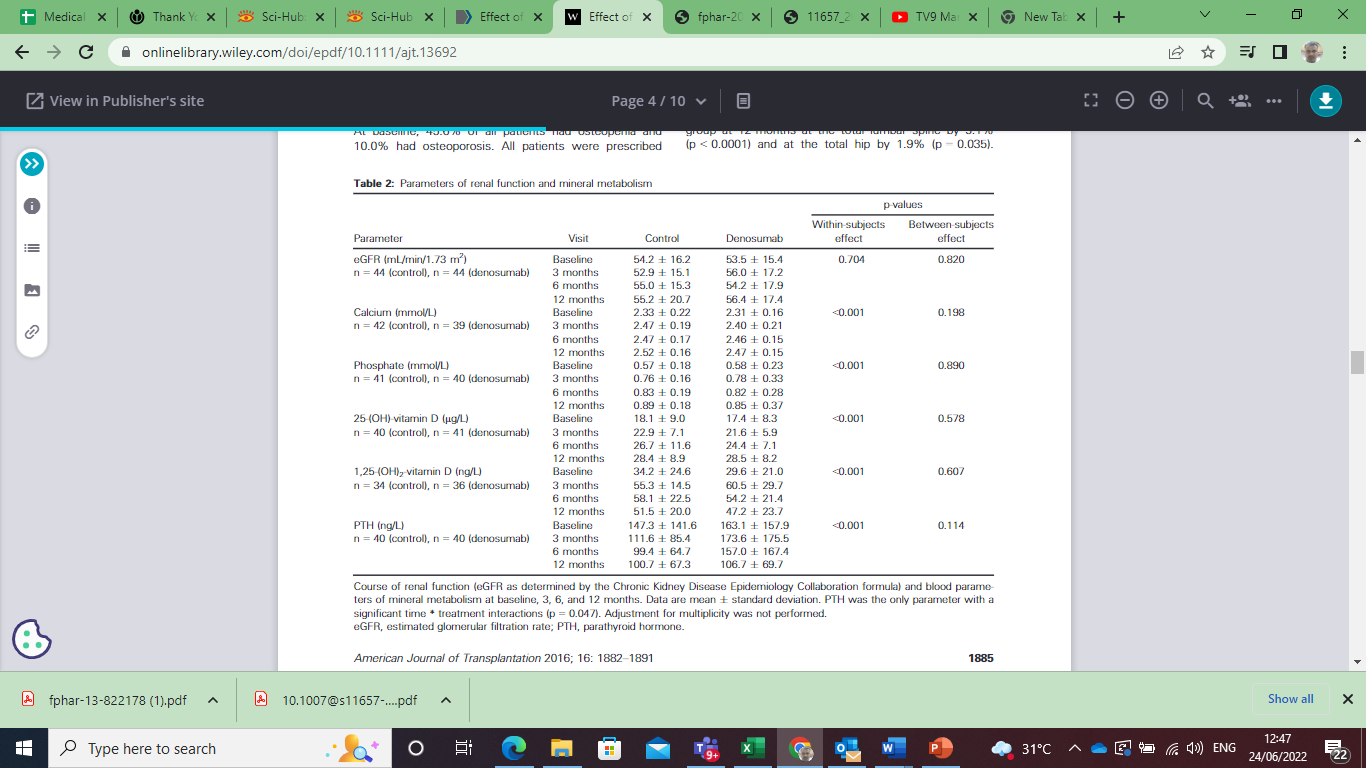 Medical
Thank Yo
Sci-Hub
Sci-Hub
Effect of
Effect of
fphar-20
11657_2
TV9 Mar
New Tab
onlinelibrary.wiley.com/doi/epdf/10.1111/ajt.13692
View in Publisher's site
Page 4 / 10
At baseline, 45.6% of all patients had osteopenia and
10.0% had osteoporosis. All patients were prescribed
group at 12 months at the total lumbar spine by 5.1%
(p < 0.0001) and at the total hip by 1.9% (p = 0.035).
Table 2: Parameters of renal function and mineral metabolism
p-values
Within-subjects Between-subjects
Parameter Visit Control Denosumab effect effect
eGFR (mL/min/1.73 m²) Baseline 54.2 ± 16.2 53.5 ± 15.4 0.704 0.820
n = 44 (control), n = 44 (denosumab) 3 months 52.9 ± 15.1 56.0 ± 17.2
6 months 55.0 ± 15.3 54.2 ± 17.9
12 months 55.2 ± 20.7 56.4 ± 17.4
Calcium (mmol/L) Baseline 2.33 ± 0.22 2.31 ± 0.16 <0.001 0.198
n = 42 (control), n = 39 (denosumab) 3 months 2.47 ± 0.19 2.40 ± 0.21
6 months 2.47 ± 0.17 2.46 ± 0.15
12 months 2.52 ± 0.16 2.47 ± 0.15
Phosphate (mmol/L) Baseline 0.57 ± 0.18 0.58 ± 0.23 <0.001 0.890
n = 41 (control), n = 40 (denosumab) 3 months 0.76 ± 0.16 0.78 ± 0.33
6 months 0.83 ± 0.19 0.82 ± 0.28
12 months 0.89 ± 0.18 0.85 ± 0.37
25-(OH)-vitamin D (µg/L) Baseline 18.1 ± 9.0 17.4 ± 8.3 <0.001 0.578
n = 40 (control), n = 41 (denosumab) 3 months 22.9 ± 7.1 21.6 ± 5.9
6 months 26.7 ± 11.6 24.4 ± 7.1
12 months 28.4 ± 8.9 28.5 ± 8.2
1,25-(OH)₂-vitamin D (ng/L) Baseline 34.2 ± 24.6 29.6 ± 21.0 <0.001 0.607
n = 34 (control), n = 36 (denosumab) 3 months 55.3 ± 14.5 60.5 ± 29.7
6 months 58.1 ± 22.5 54.2 ± 21.4
12 months 51.5 ± 20.0 47.2 ± 23.7
PTH (ng/L) Baseline 147.3 ± 141.6 163.1 ± 157.9 <0.001 0.114
n = 40 (control), n = 40 (denosumab) 3 months 111.6 ± 85.4 173.6 ± 175.5
6 months 99.4 ± 64.7 157.0 ± 167.4
12 months 100.7 ± 67.3 106.7 ± 69.7
Course of renal function (eGFR as determined by the Chronic Kidney Disease Epidemiology Collaboration formula) and blood parame-
ters of mineral metabolism at baseline, 3, 6, and 12 months. Data are mean ± standard deviation. PTH was the only parameter with a
significant time * treatment interactions (p = 0.047). Adjustment for multiplicity was not performed.
eGFR, estimated glomerular filtration rate; PTH, parathyroid hormone.
American Journal of Transplantation 2016; 16: 1882–1891 1885
fphar-13-822178 (1).pdf
10.1007@s11657-....pdf
Show all
Type here to search
9+
31°C
ENG
12:47
24/06/2022
22